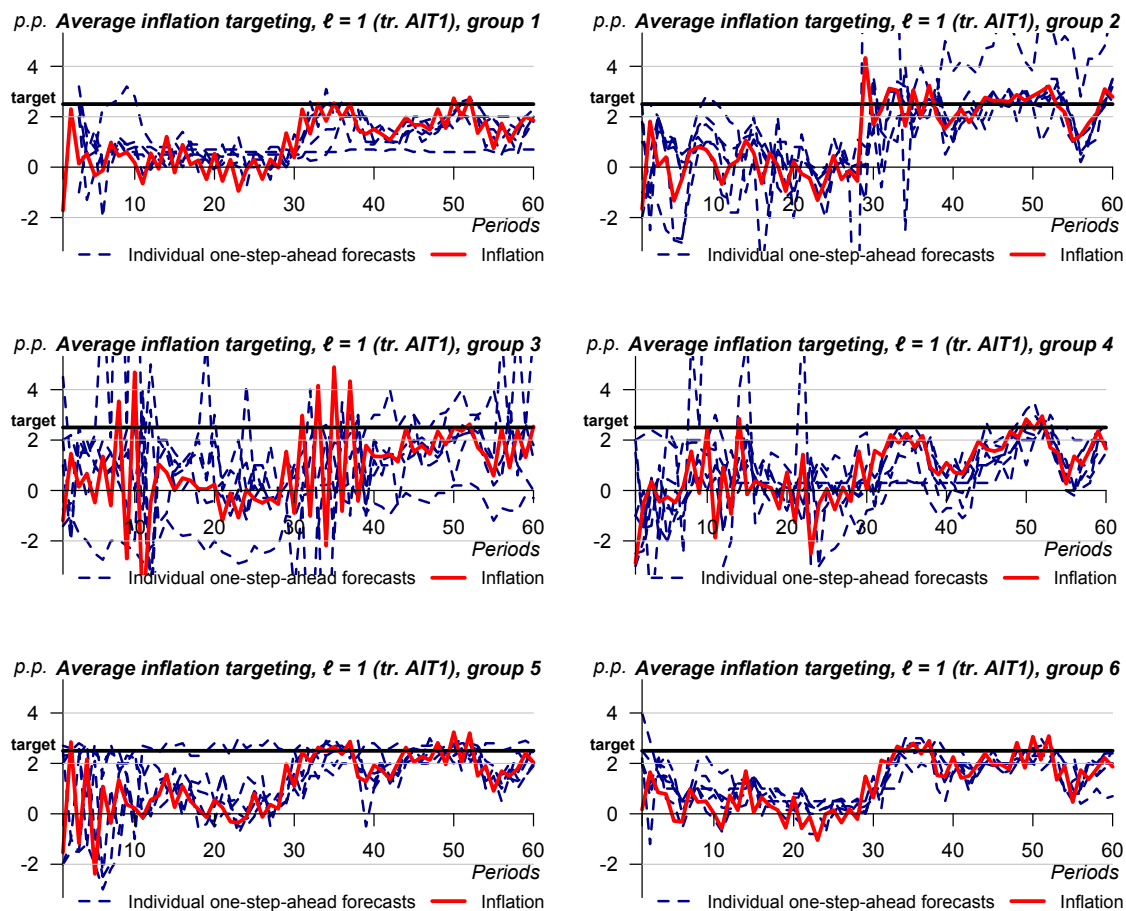 p.p. Average inflation targeting, ℓ = 1 (tr. AIT1), group 1
4
target
2
0
-2
10 20 30 40 50 60
Periods
Individual one-step-ahead forecasts Inflation
p.p. Average inflation targeting, ℓ = 1 (tr. AIT1), group 2
4
target
2
0
-2
10 20 30 40 50 60
Periods
Individual one-step-ahead forecasts Inflation
p.p. Average inflation targeting, ℓ = 1 (tr. AIT1), group 3
4
target
2
0
-2
10 20 30 40 50 60
Periods
Individual one-step-ahead forecasts Inflation
p.p. Average inflation targeting, ℓ = 1 (tr. AIT1), group 4
4
target
2
0
-2
10 20 30 40 50 60
Periods
Individual one-step-ahead forecasts Inflation
p.p. Average inflation targeting, ℓ = 1 (tr. AIT1), group 5
4
target
2
0
-2
10 20 30 40 50 60
Periods
Individual one-step-ahead forecasts Inflation
p.p. Average inflation targeting, ℓ = 1 (tr. AIT1), group 6
4
target
2
0
-2
10 20 30 40 50 60
Periods
Individual one-step-ahead forecasts Inflation